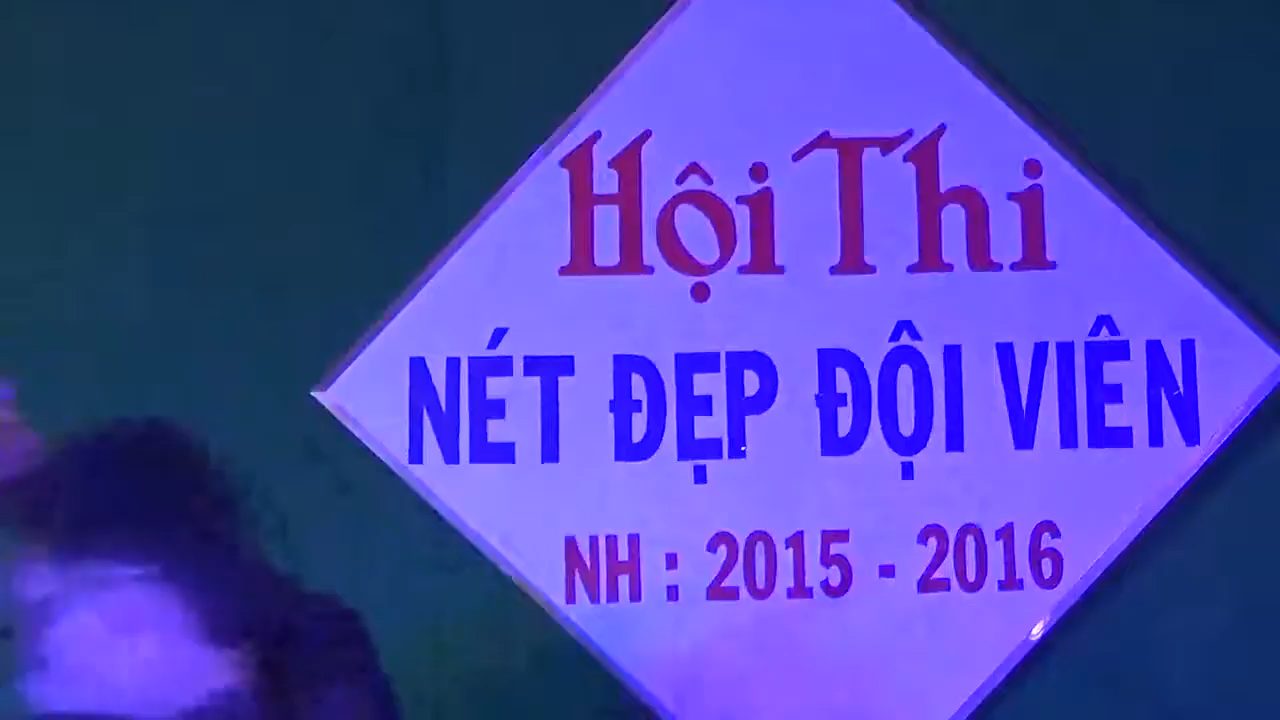 Hội Thi
NÉT ĐẸP ĐỘI VIÊN
NH : 2015 - 2016